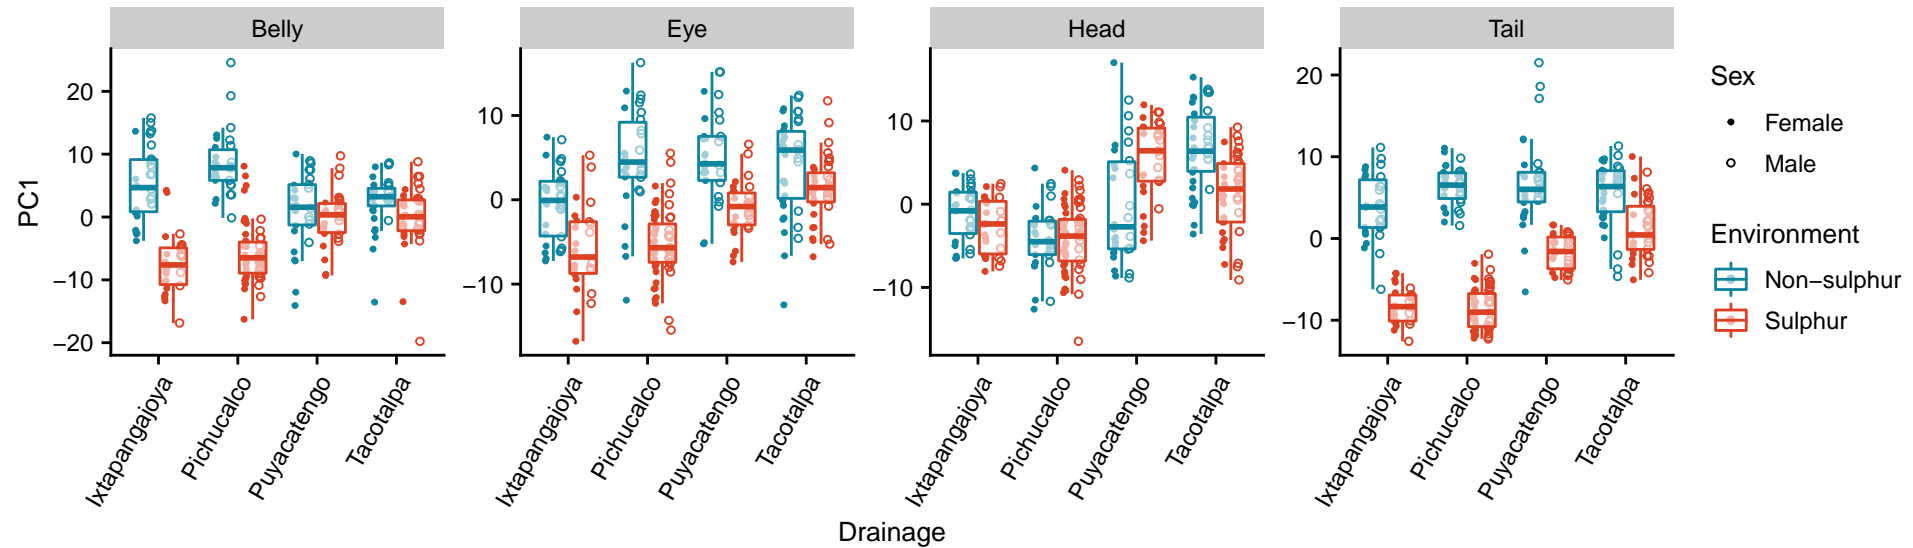 Belly
Eye
Head
Tail
PC1
20
10
0
−10
−20
10
0
−10
10
0
−10
20
10
0
−10
Ixtapangajoya
Pichucalco
Puyacatengo
Tacotalpa
Ixtapangajoya
Pichucalco
Puyacatengo
Tacotalpa
Ixtapangajoya
Pichucalco
Puyacatengo
Tacotalpa
Ixtapangajoya
Pichucalco
Puyacatengo
Tacotalpa
Drainage
Sex
Female
Male
Environment
Non−sulphur
Sulphur